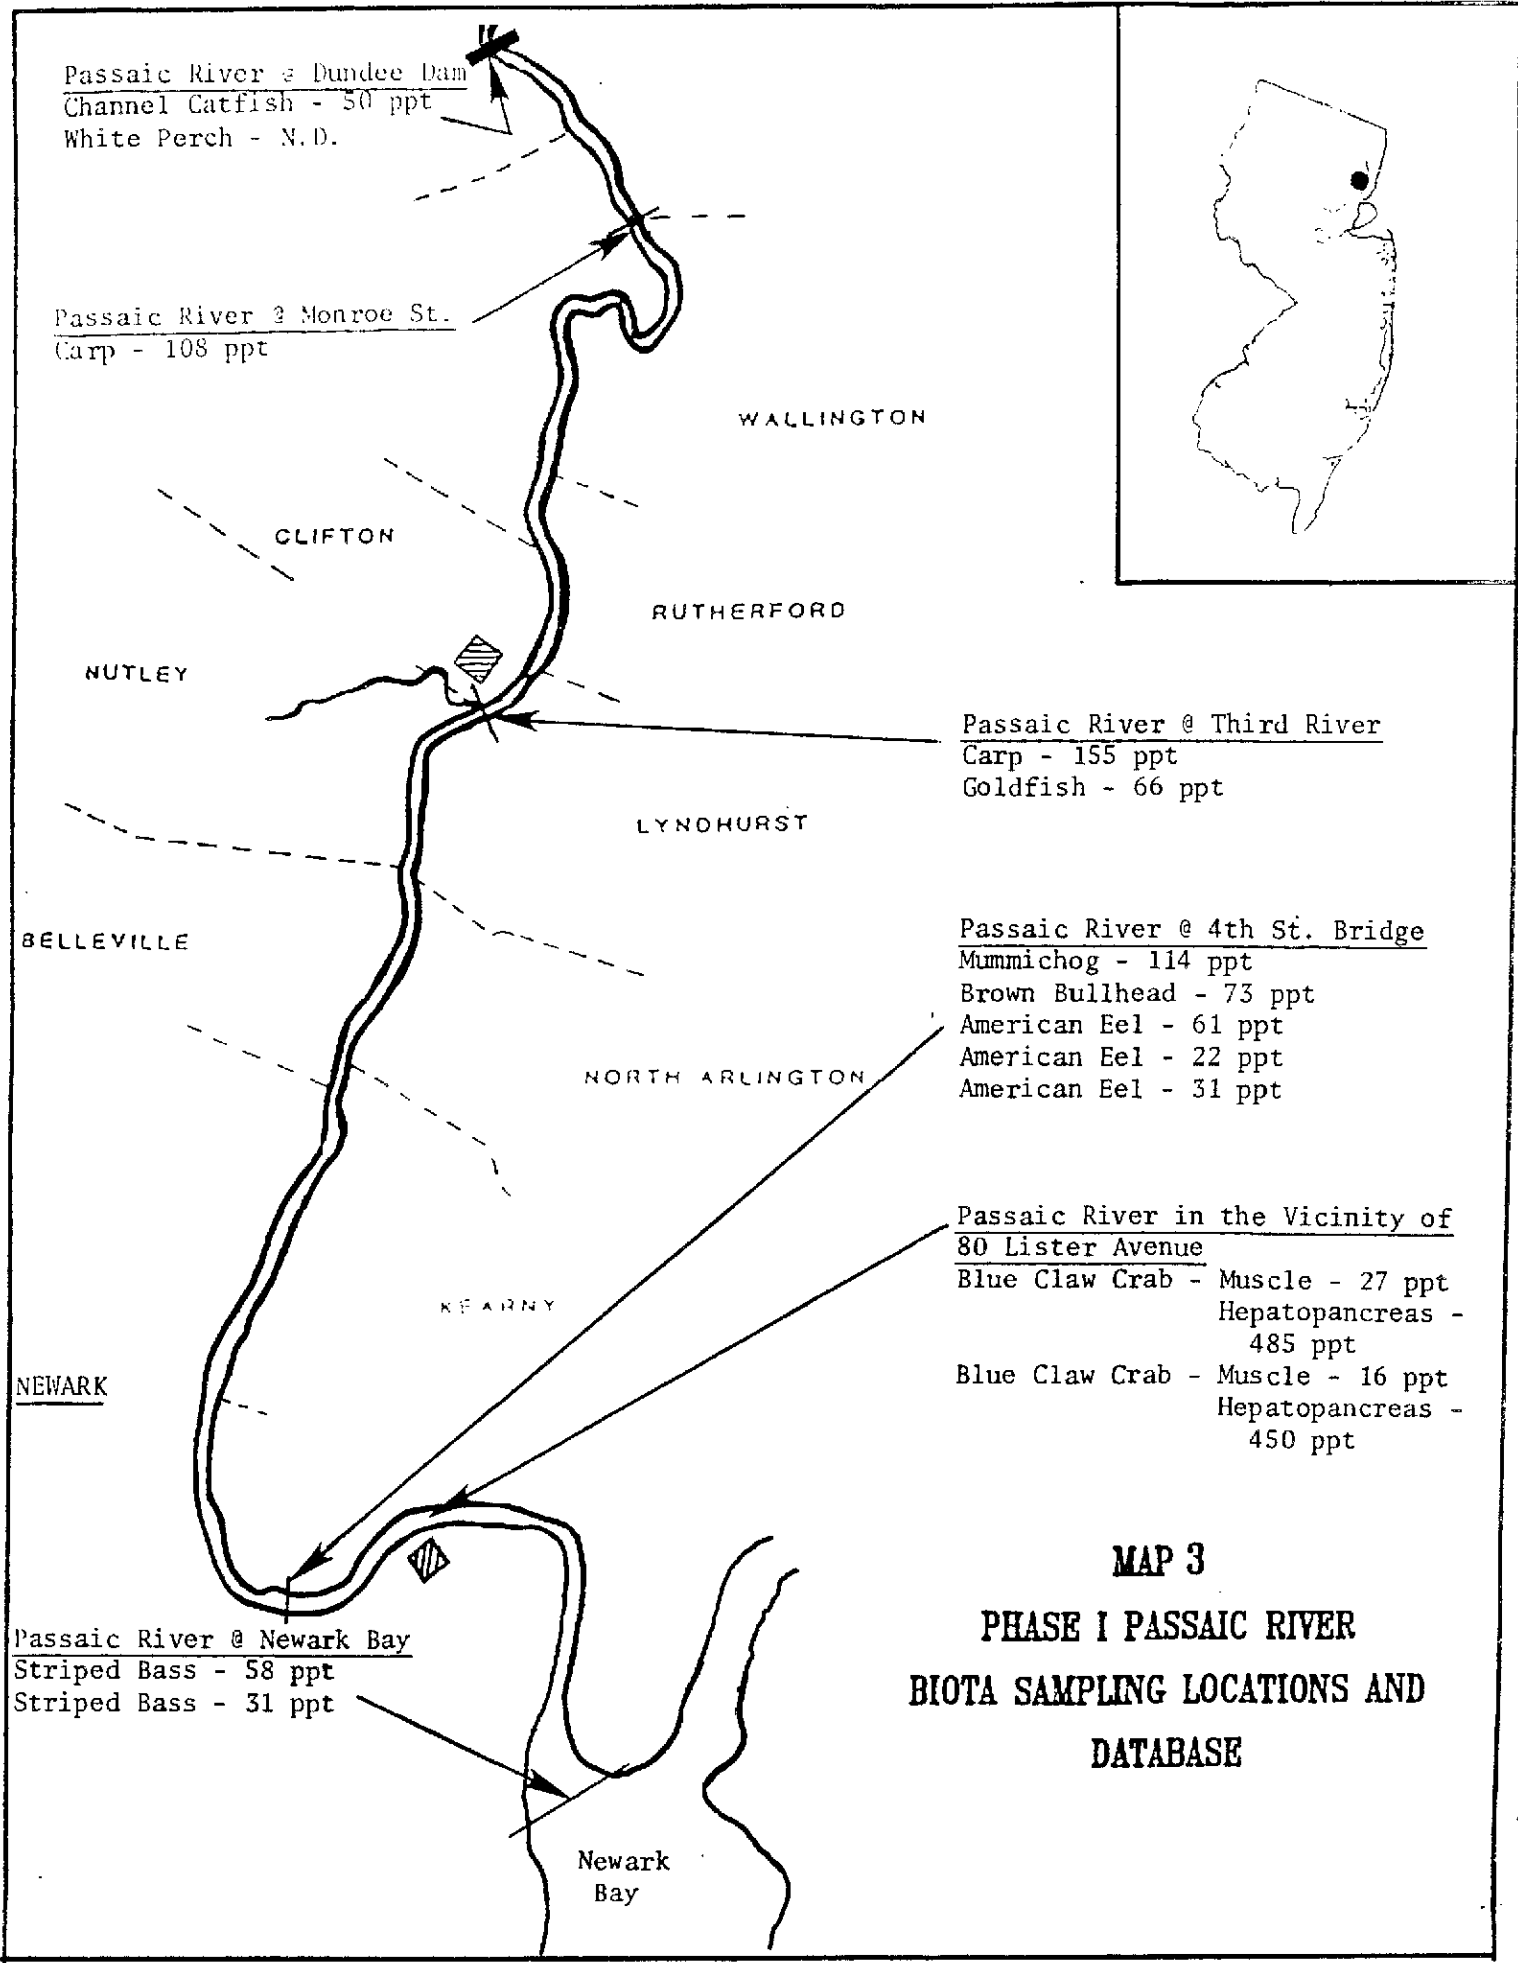 Passaic River @ Dundee Dam
Channel Catfish - 50 ppt
White Perch - N.D.
Passaic River @ Monroe St.
Carp - 108 ppt
WALLINGTON
CLIFTON
RUTHERFORD
NUTLEY
Passaic River @ Third River
Carp - 155 ppt
Goldfish - 66 ppt
LYNDHURST
BELLEVILLE
Passaic River @ 4th St. Bridge
Mummichog - 114 ppt
Brown Bullhead - 73 ppt
American Eel - 61 ppt
American Eel - 22 ppt
American Eel - 31 ppt
NORTH ARLINGTON
Passaic River in the Vicinity of
80 Lister Avenue
Blue Claw Crab - Muscle - 27 ppt
Hepatopancreas -
485 ppt
Blue Claw Crab - Muscle - 16 ppt
Hepatopancreas -
450 ppt
KEARNY
NEWARK
Passaic River @ Newark Bay
Striped Bass - 58 ppt
Striped Bass - 31 ppt
MAP 3
PHASE I PASSAIC RIVER
BIOTA SAMPLING LOCATIONS AND
DATABASE
Newark
Bay